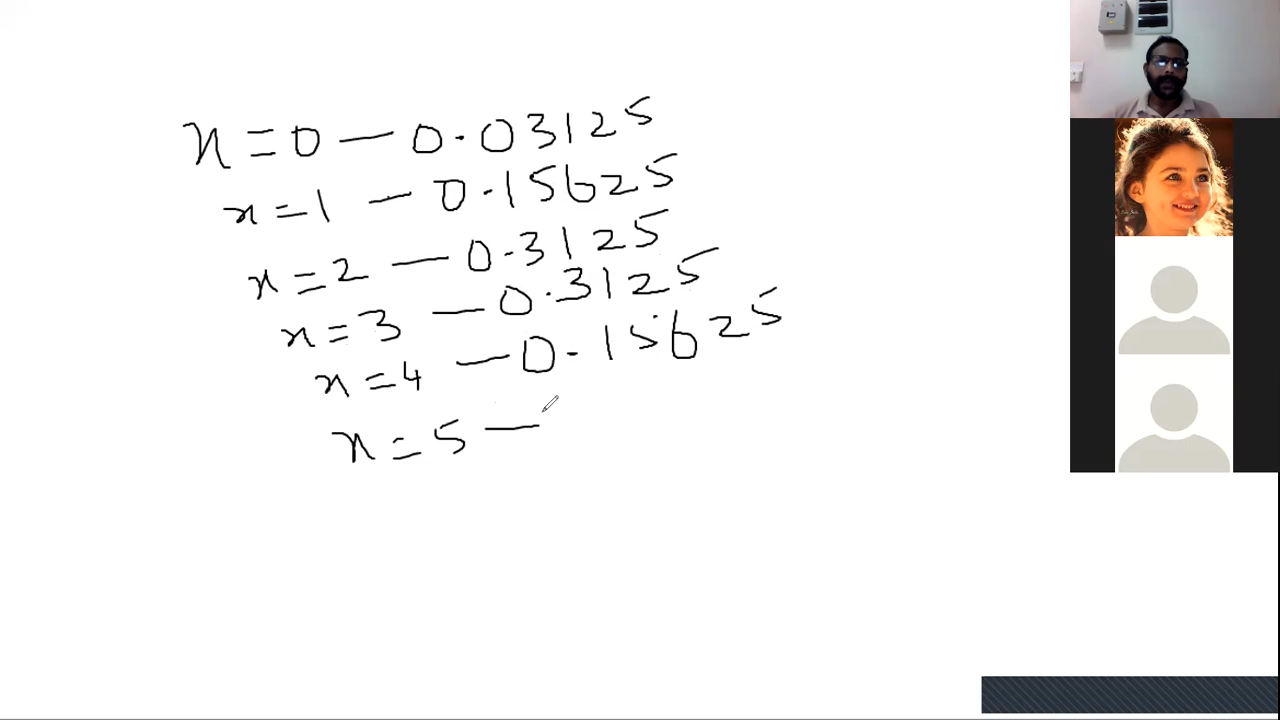 x=0 — 0.03125
x=1 — 0.15625
x=2 — 0.3125
x=3 — 0.3125
x=4 — 0.15625
x=5 —